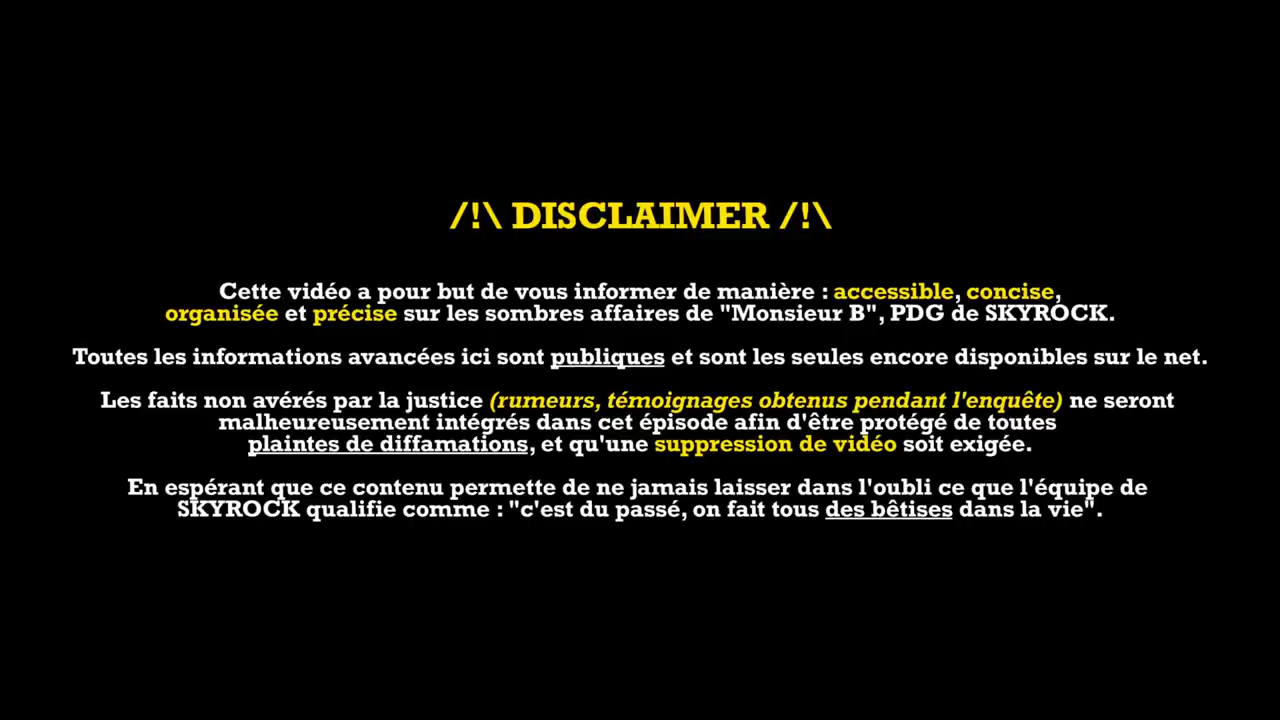 /!\ DISCLAIMER /!\
Cette vidéo a pour but de vous informer de manière : accessible, concise,
organisée et précise sur les sombres affaires de "Monsieur B", PDG de SKYROCK.
Toutes les informations avancées ici sont publiques et sont les seules encore disponibles sur le net.
Les faits non avérés par la justice (rumeurs, témoignages obtenus pendant l'enquête) ne seront
malheureusement intégrés dans cet épisode afin d'être protégé de toutes
plaintes de diffamations, et qu'une suppression de vidéo soit exigée.
En espérant que ce contenu permette de ne jamais laisser dans l'oubli ce que l'équipe de
SKYROCK qualifie comme : "c'est du passé, on fait tous des bêtises dans la vie".